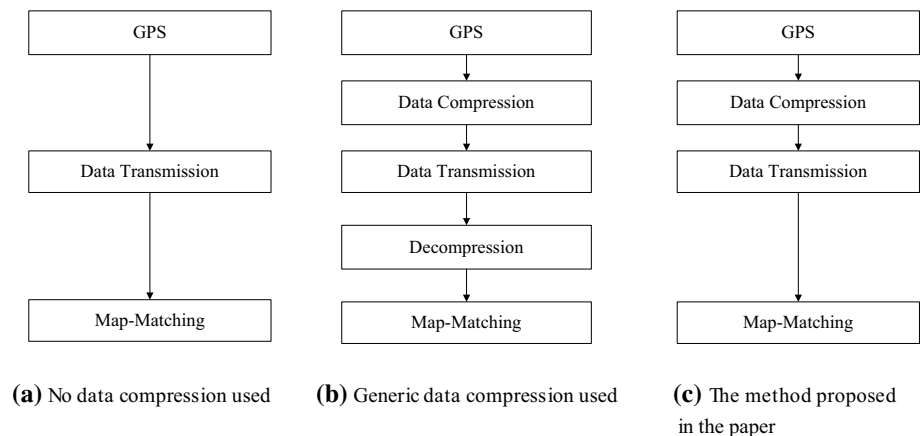 GPS
Data Transmission
Map-Matching
(a) No data compression used
GPS
Data Compression
Data Transmission
Decompression
Map-Matching
(b) Generic data compression used
GPS
Data Compression
Data Transmission
Map-Matching
(c) The method proposed
in the paper